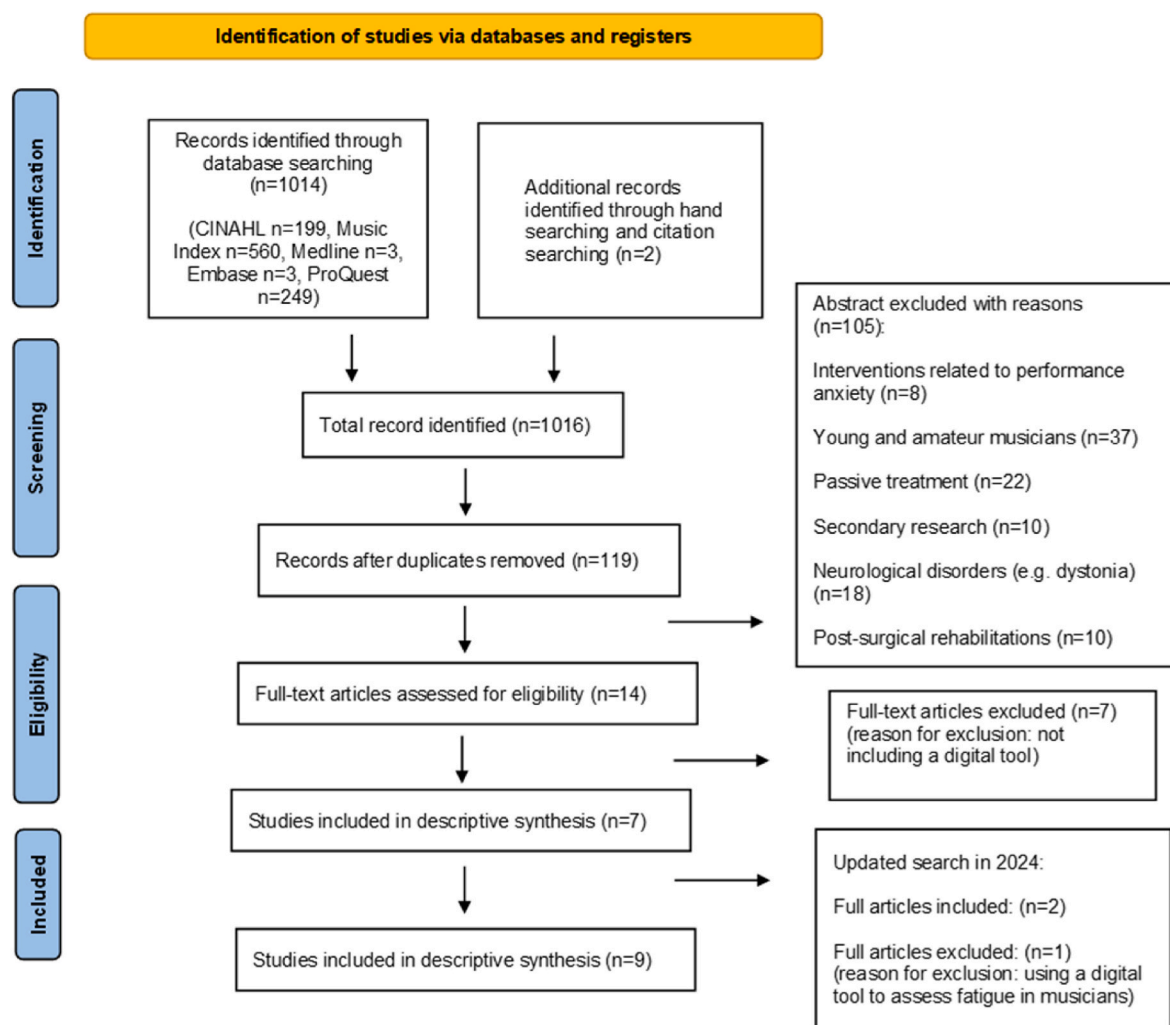 Identification of studies via databases and registers
Identification
Records identified through
database searching
(n=1014)
(CINAHL n=199, Music
Index n=560, Medline n=3,
Embase n=3, ProQuest
n=249)
Additional records
identified through hand
searching and citation
searching (n=2)
Screening
Total record identified (n=1016)
Records after duplicates removed (n=119)
Abstract excluded with reasons
(n=105):
Interventions related to performance
anxiety (n=8)
Young and amateur musicians (n=37)
Passive treatment (n=22)
Secondary research (n=10)
Neurological disorders (e.g. dystonia)
(n=18)
Post-surgical rehabilitations (n=10)
Eligibility
Full-text articles assessed for eligibility (n=14)
Full-text articles excluded (n=7)
(reason for exclusion: not
including a digital tool)
Studies included in descriptive synthesis (n=7)
Included
Updated search in 2024:
Full articles included: (n=2)
Full articles excluded: (n=1)
(reason for exclusion: using a digital
tool to assess fatigue in musicians)
Studies included in descriptive synthesis (n=9)